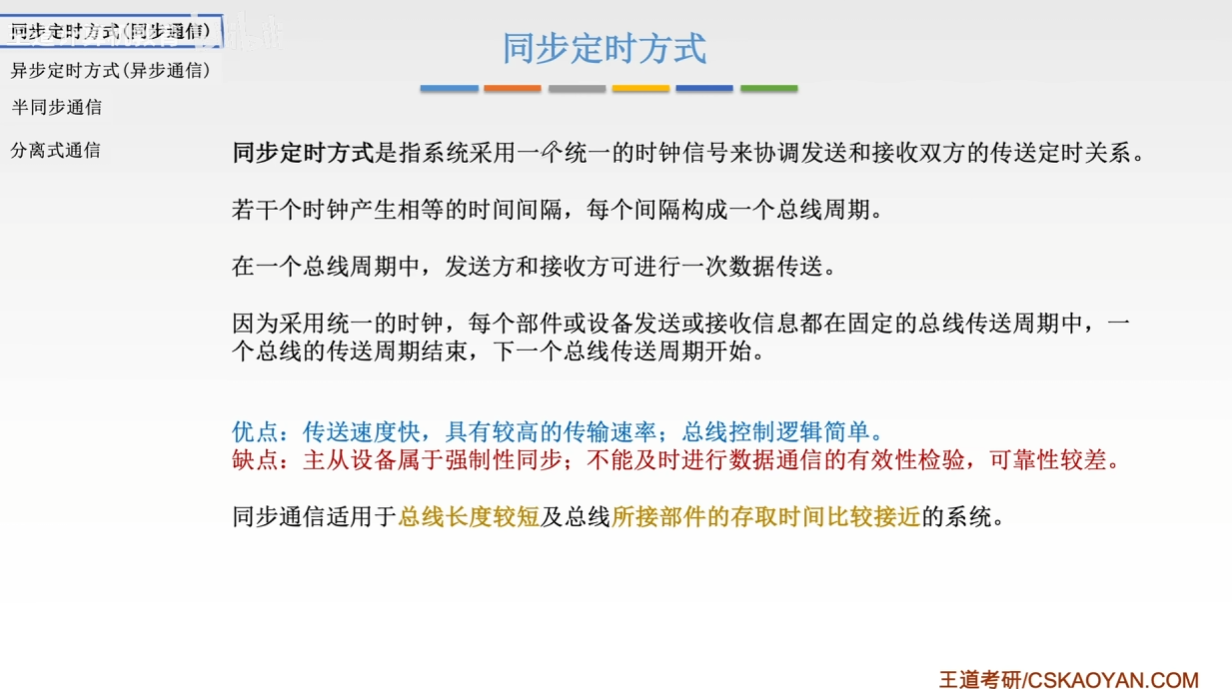 同步定时方式(同步通信)
异步定时方式(异步通信)
半同步通信
分离式通信
同步定时方式
同步定时方式是指系统采用一个统一的时钟信号来协调发送和接收双方的传送定时关系。
若干个时钟产生相等的时间间隔，每个间隔构成一个总线周期。
在一个总线周期中，发送方和接收方可进行一次数据传送。
因为采用统一的时钟，每个部件或设备发送或接收信息都在固定的总线传送周期中，一
个总线的传送周期结束，下一个总线传送周期开始。
优点：传送速度快，具有较高的传输速率；总线控制逻辑简单。
缺点：主从设备属于强制性同步；不能及时进行数据通信的有效性检验，可靠性较差。
同步通信适用于总线长度较短及总线所接部件的存取时间比较接近的系统。
王道考研/CSKAOYAN.COM